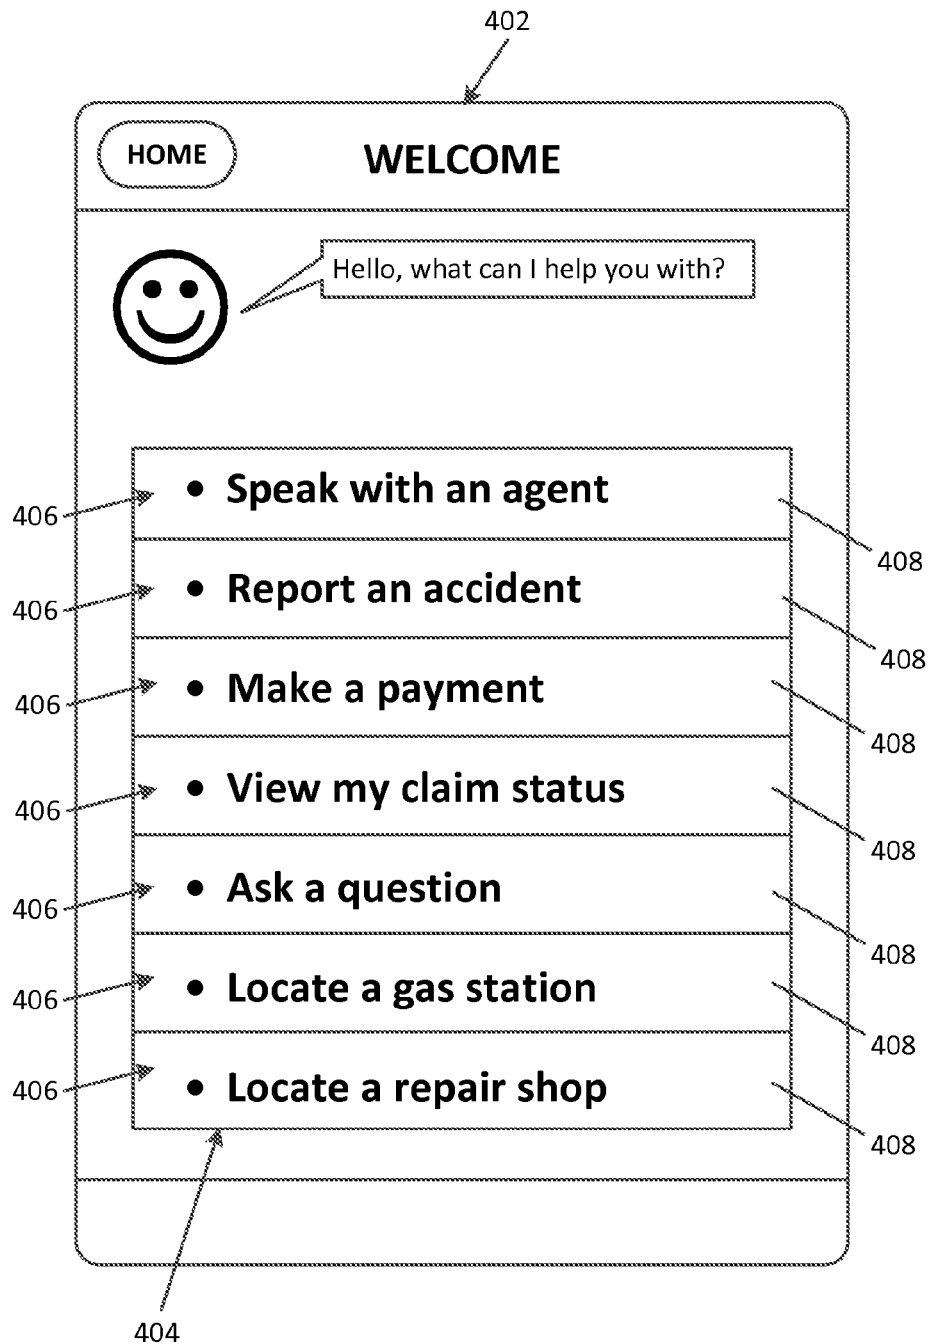 402
HOME
WELCOME
Hello, what can I help you with?
406
• Speak with an agent
408
406
• Report an accident
408
406
• Make a payment
408
406
• View my claim status
408
406
• Ask a question
408
406
• Locate a gas station
408
406
• Locate a repair shop
408
404